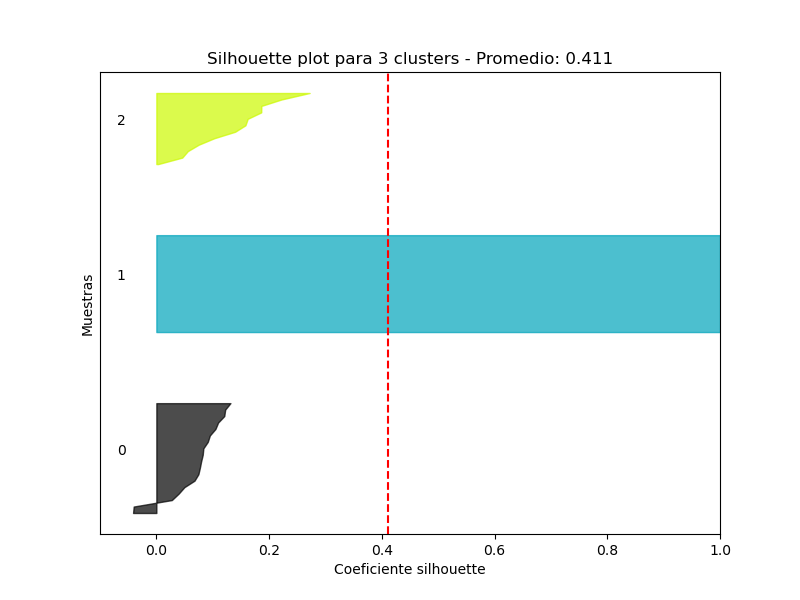 Silhouette plot para 3 clusters - Promedio: 0.411
2
1
0
Muestras
0.0 0.2 0.4 0.6 0.8 1.0
Coeficiente silhouette